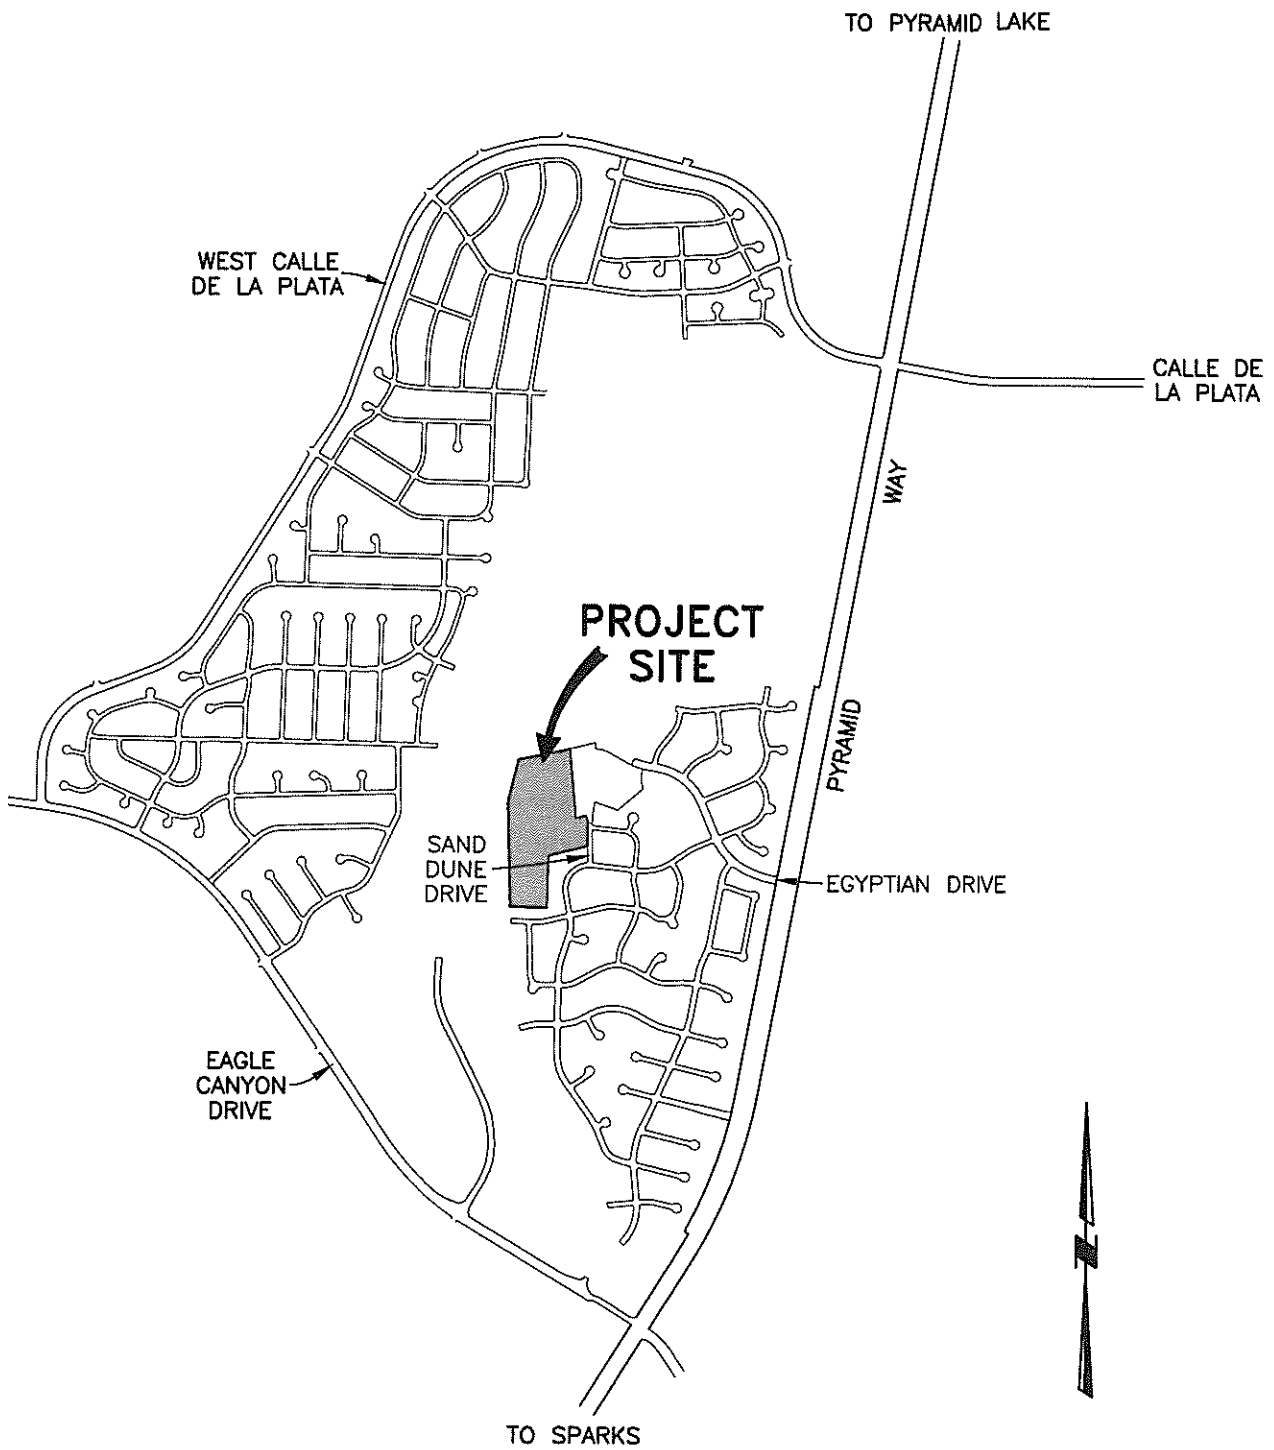 TO PYRAMID LAKE
WEST CALLE
DE LA PLATA
CALLE DE
LA PLATA
WAY
PROJECT
SITE
PYRAMID
SAND
DUNE
DRIVE
EGYPTIAN DRIVE
EAGLE
CANYON
DRIVE
N
TO SPARKS